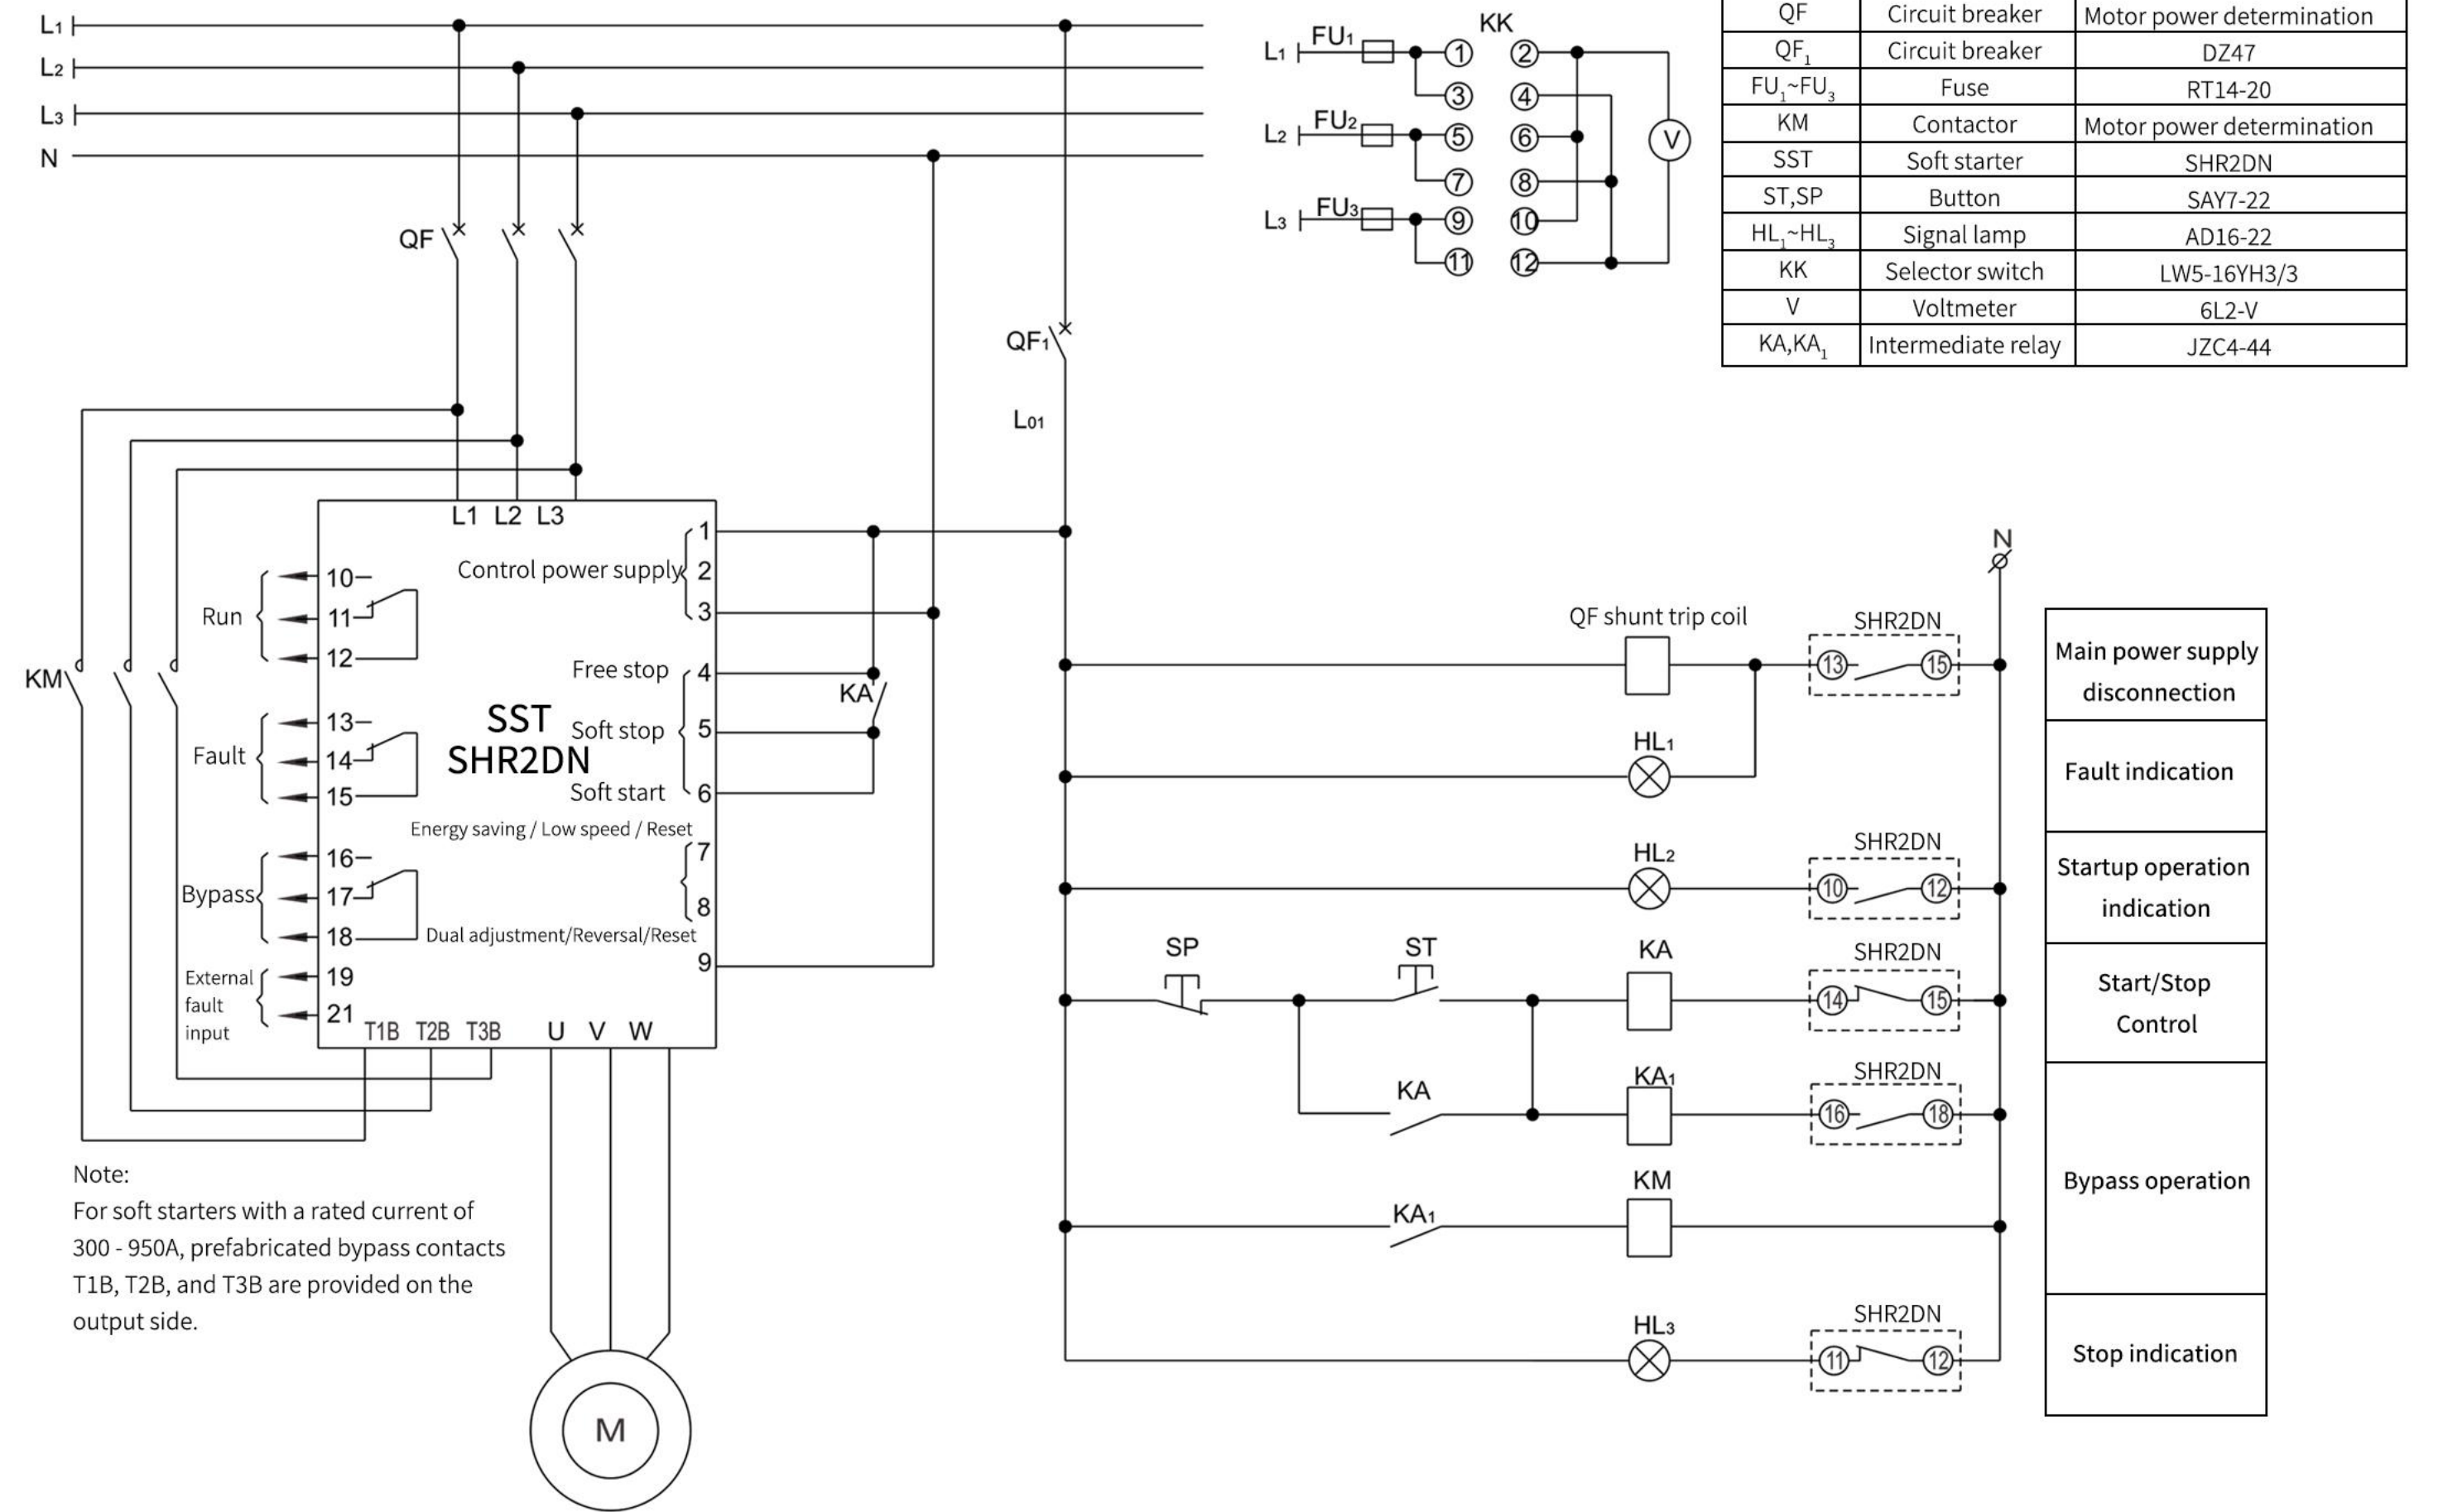 L1
L2
L3
N
QF
QF1
L01
L1 FU1
L2 FU2
L3 FU3
KK
1 2
3 4
5 6
7 8
9 10
11 12
V
QF Circuit breaker Motor power determination
QF1 Circuit breaker DZ47
FU1~FU3 Fuse RT14-20
KM Contactor Motor power determination
SST Soft starter SHR2DN
ST,SP Button SAY7-22
HL1~HL3 Signal lamp AD16-22
KK Selector switch LW5-16YH3/3
V Voltmeter 6L2-V
KA,KA1 Intermediate relay JZC4-44
KM
L1 L2 L3
Run
10
11
12
Fault
13
14
15
Bypass
16
17
18
External
fault
input
19
21
SST
SHR2DN
Control power supply
1
2
3
Free stop 4
Soft stop 5
Soft start 6
KA
Energy saving / Low speed / Reset
7
8
Dual adjustment/Reversal/Reset
9
T1B T2B T3B U V W
M
Note:
For soft starters with a rated current of
300 - 950A, prefabricated bypass contacts
T1B, T2B, and T3B are provided on the
output side.
N
QF shunt trip coil SHR2DN
13 15
Main power supply
disconnection
HL1
Fault indication
HL2 SHR2DN
10 12
Startup operation
indication
SP ST KA SHR2DN
14 15
Start/Stop
Control
KA KA1 SHR2DN
16 18
KM
KA1
Bypass operation
HL3 SHR2DN
11 12
Stop indication